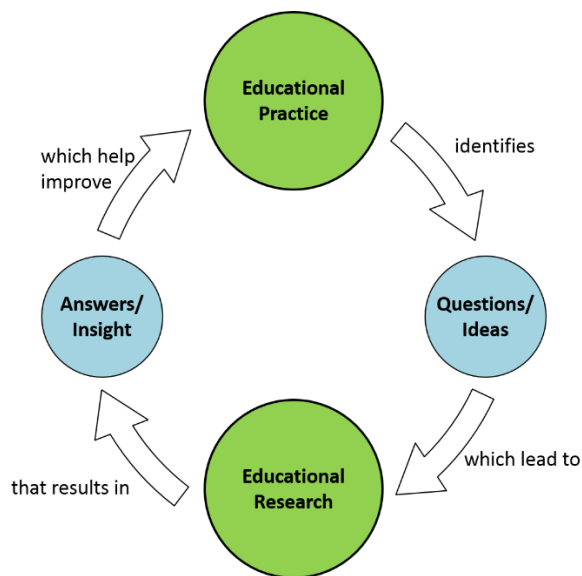 Educational
Practice
identifies
Questions/
Ideas
which lead to
Educational
Research
that results in
Answers/
Insight
which help
improve